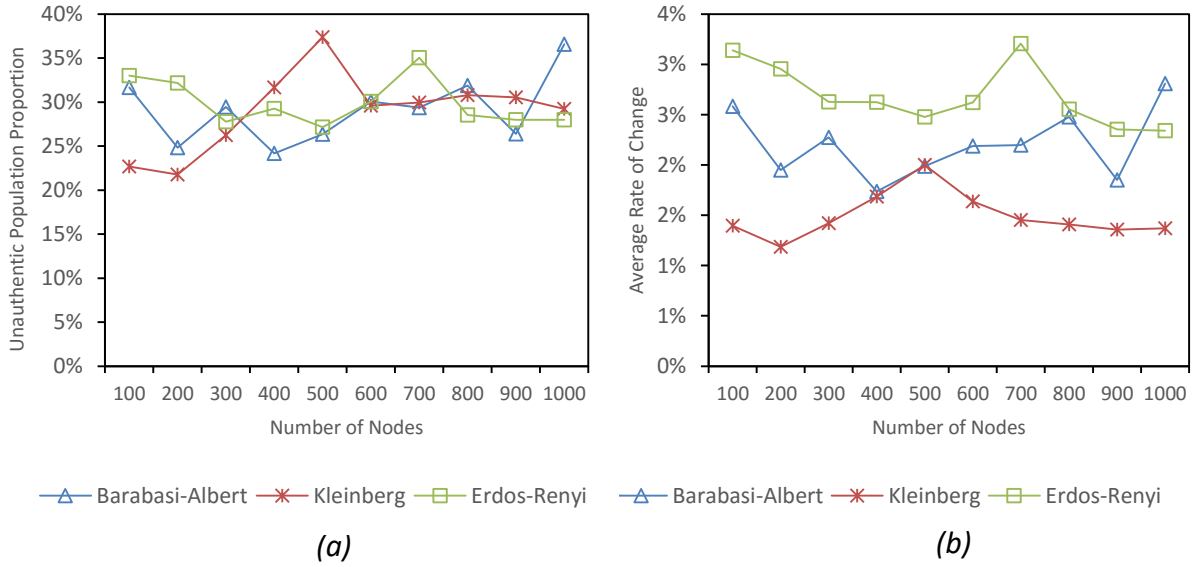 40%
35%
30%
25%
20%
15%
10%
5%
0%
Unauthentic Population Proportion
100 200 300 400 500 600 700 800 900 1000
Number of Nodes
Barabasi-Albert Kleinberg Erdos-Renyi
(a)
4%
3%
3%
2%
2%
1%
1%
0%
Average Rate of Change
100 200 300 400 500 600 700 800 900 1000
Number of Nodes
Barabasi-Albert Kleinberg Erdos-Renyi
(b)